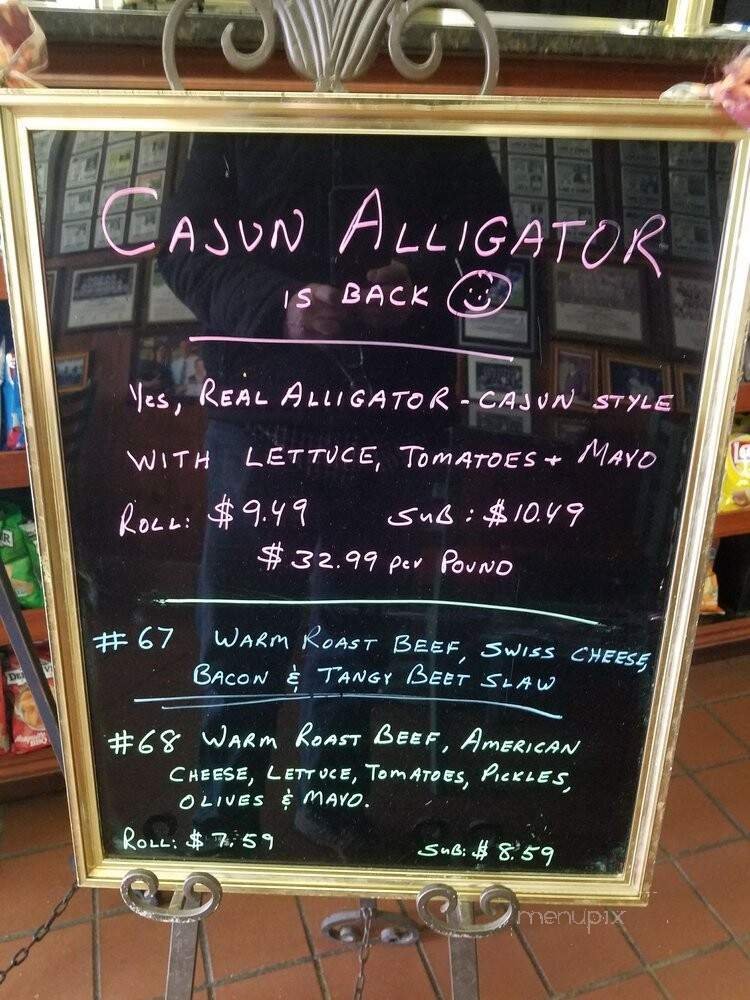 CAJUN ALLIGATOR
IS BACK
Yes, REAL ALLIGATOR - CAJUN STYLE
WITH LETTUCE, TOMATOES + MAYO
ROLL: $9.49 SUB: $10.49
$32.99 per POUND
#67 WARM ROAST BEEF, SWISS CHEESE,
BACON & TANGY BEET SLAW
#68 WARM ROAST BEEF, AMERICAN
CHEESE, LETTUCE, TOMATOES, PICKLES,
OLIVES & MAYO.
ROLL: $7.59 SUB: $8.59
menupix